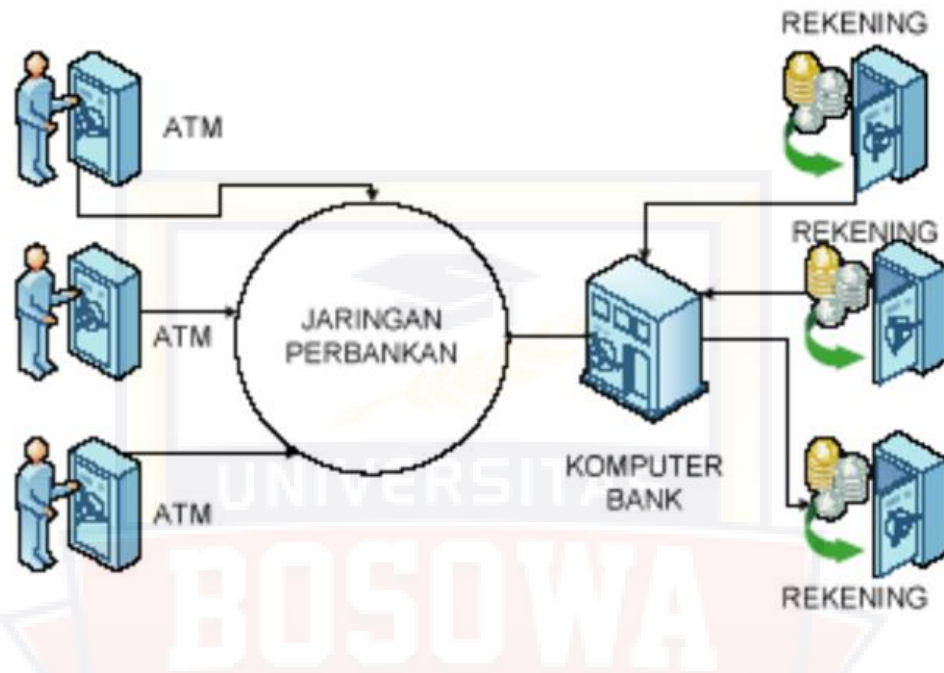 REKENING
ATM
REKENING
ATM
JARINGAN
PERBANKAN
KOMPUTER
BANK
ATM
REKENING
UNIVERSITAS
BOSOWA